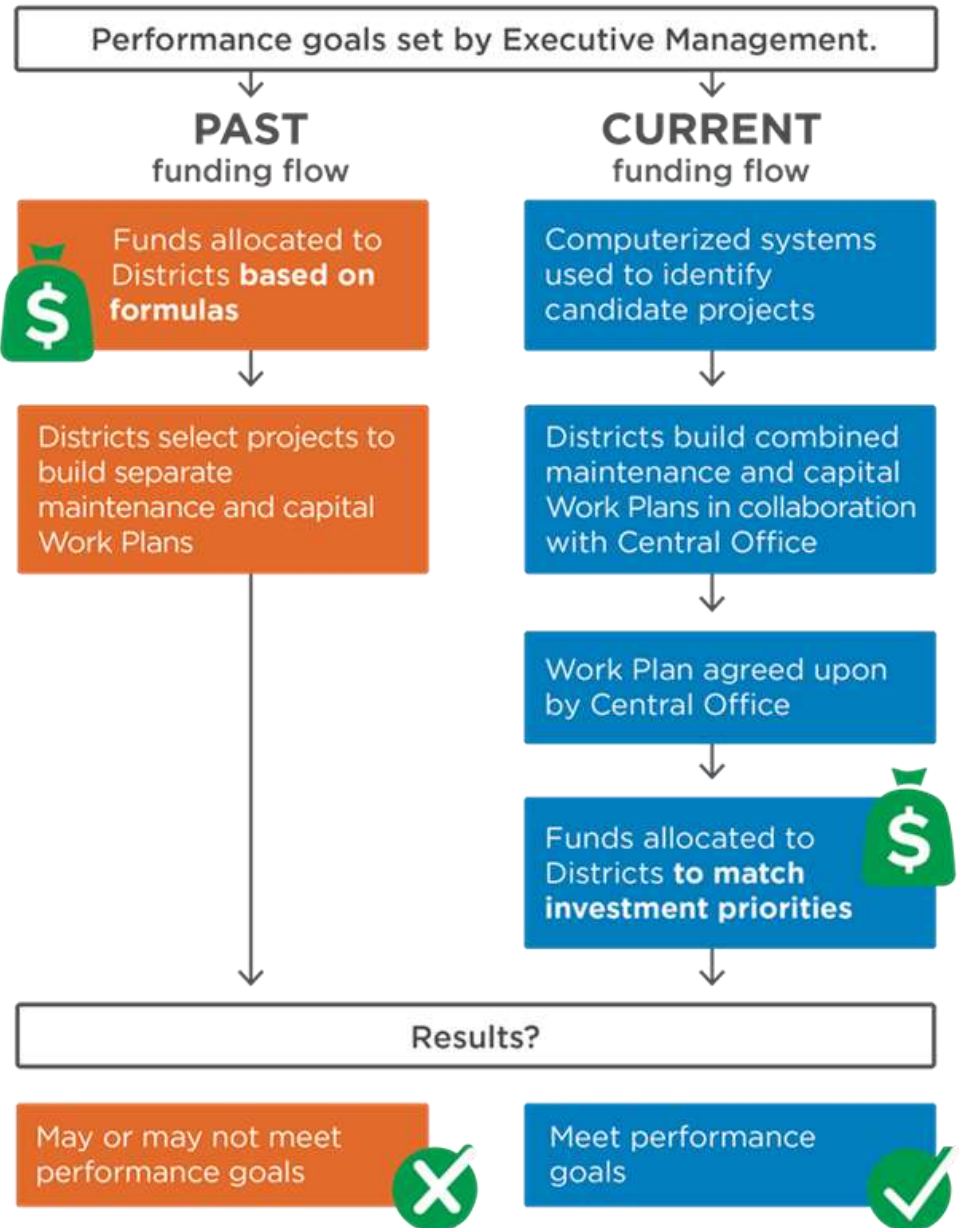 Performance goals set by Executive Management.
PAST
funding flow
Funds allocated to
Districts based on
formulas
$
Districts select projects to
build separate
maintenance and capital
Work Plans
CURRENT
funding flow
Computerized systems
used to identify
candidate projects
Districts build combined
maintenance and capital
Work Plans in collaboration
with Central Office
Work Plan agreed upon
by Central Office
Funds allocated to
Districts to match
investment priorities
$
Results?
May or may not meet
performance goals
Meet performance
goals